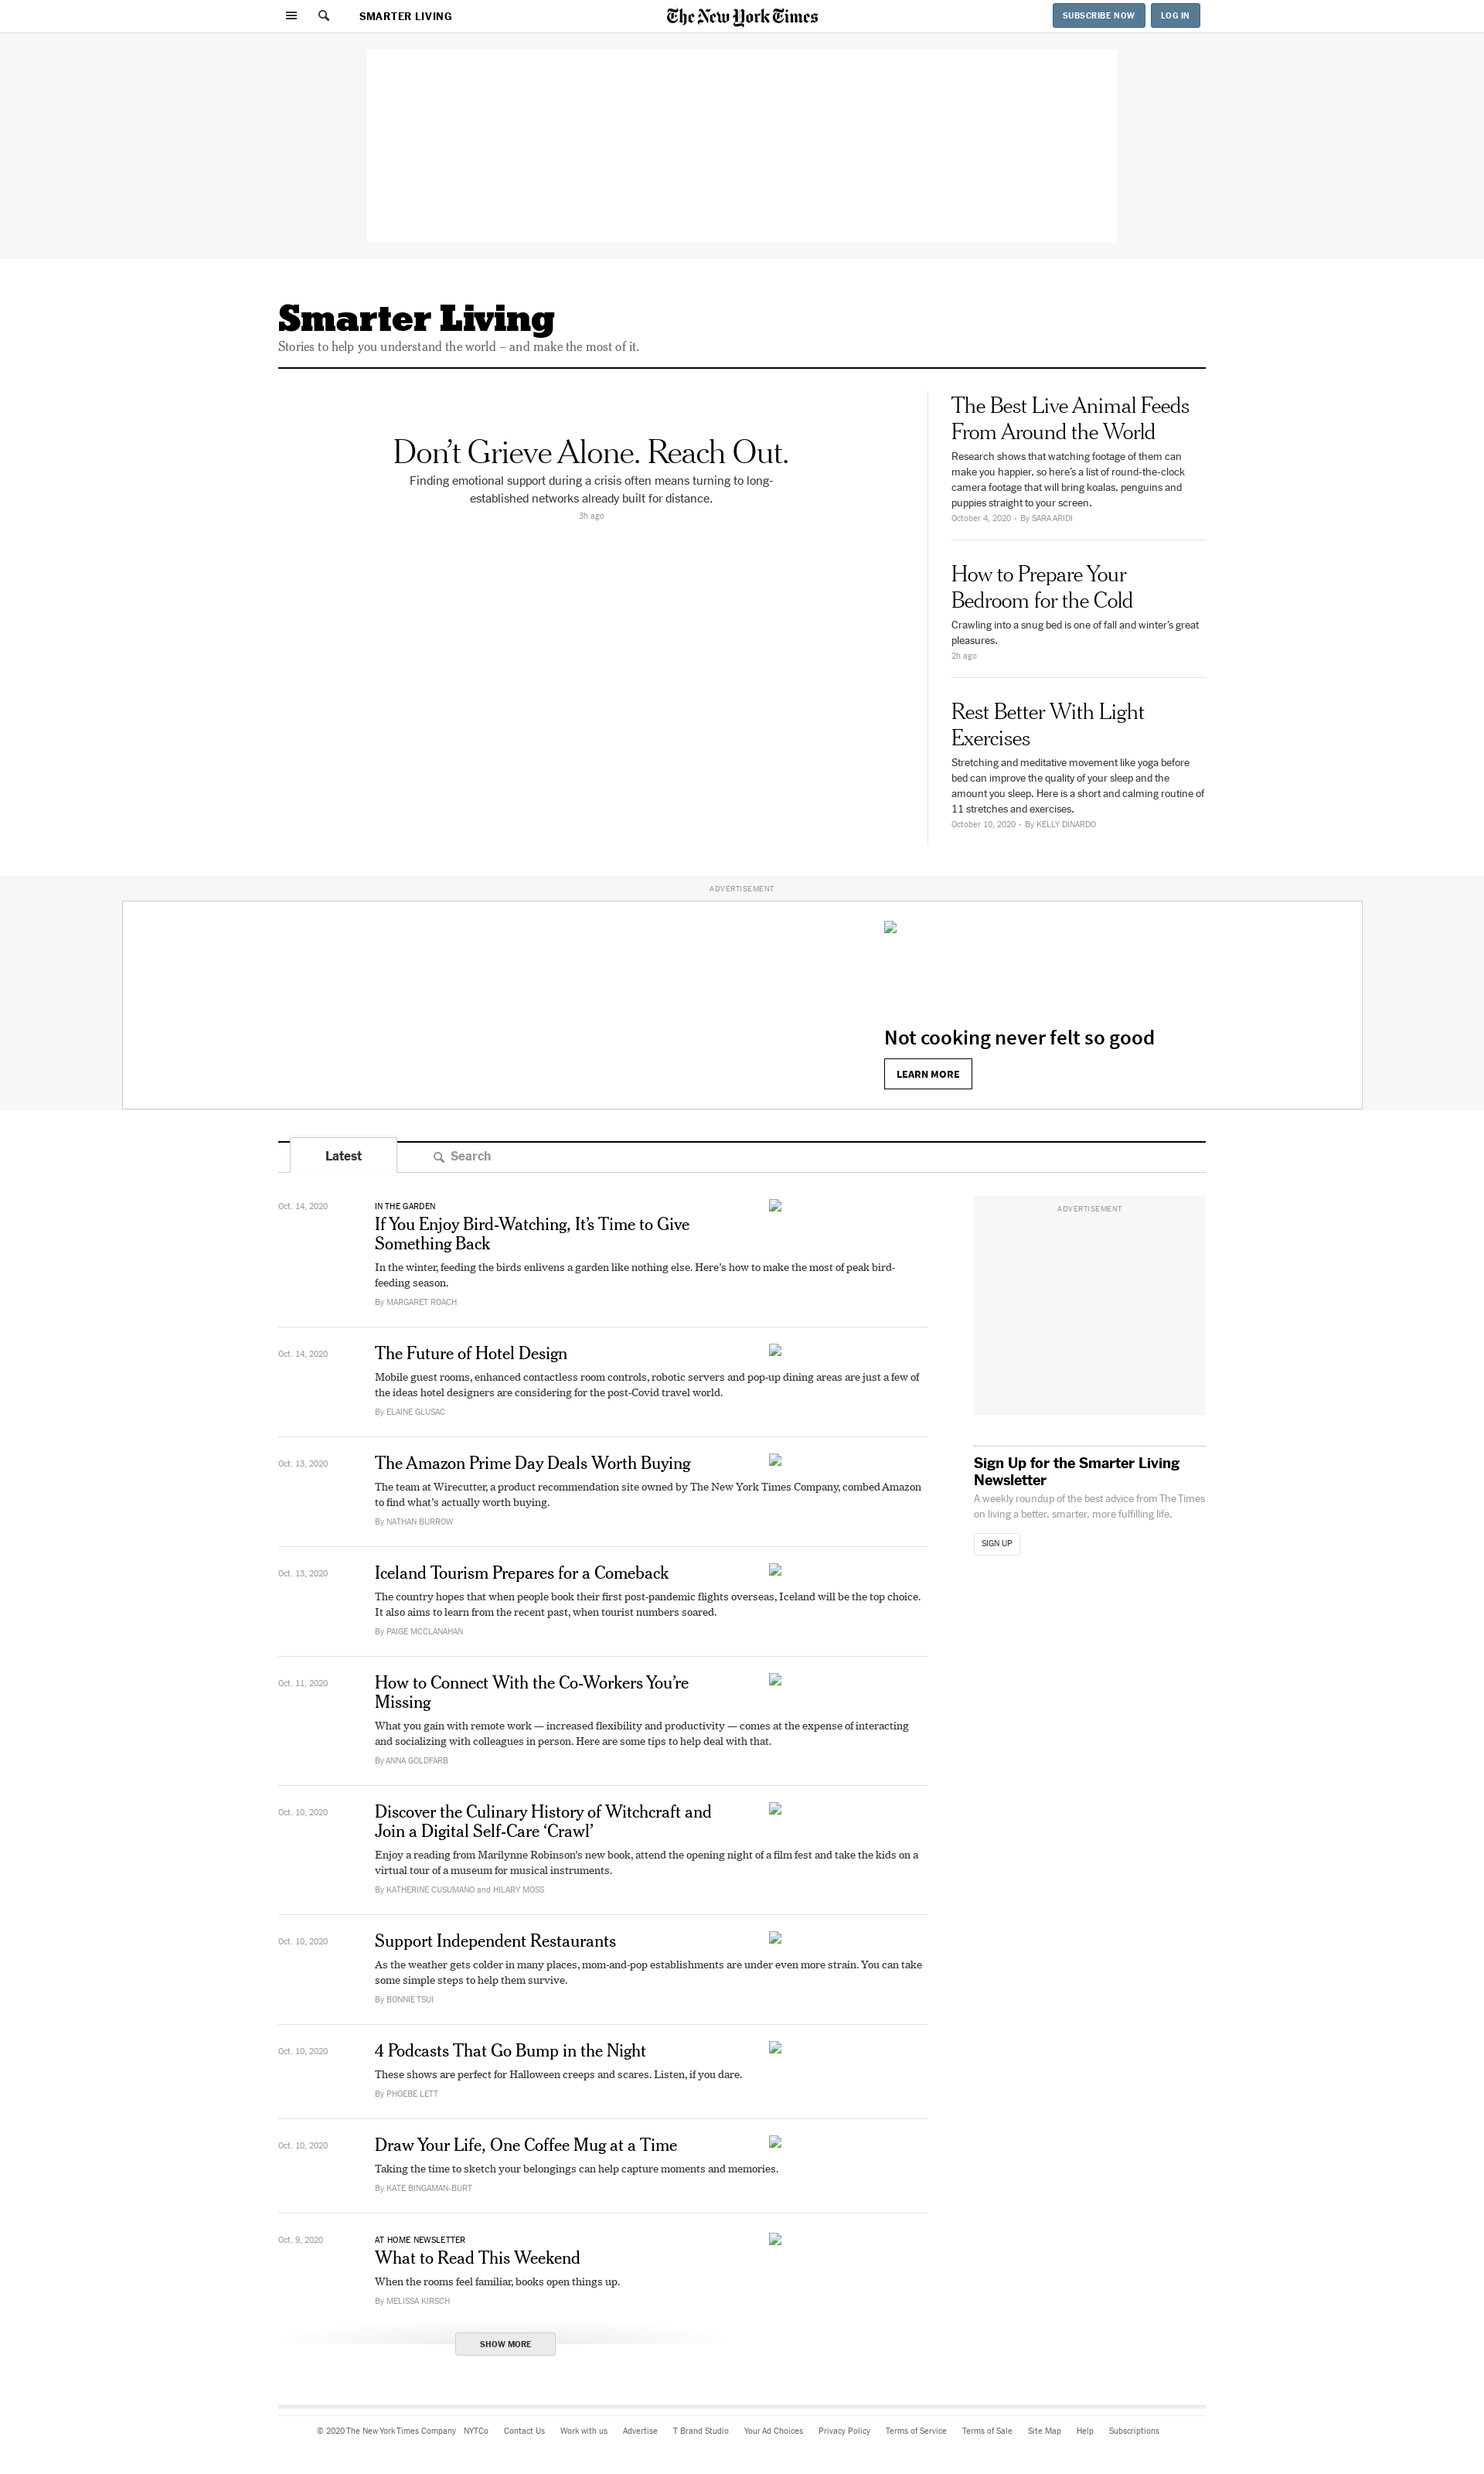 SMARTER LIVING
The New York Times
SUBSCRIBE NOW
LOG IN
Smarter Living
Stories to help you understand the world – and make the most of it.
Don’t Grieve Alone. Reach Out.
Finding emotional support during a crisis often means turning to long-
established networks already built for distance.
3h ago
The Best Live Animal Feeds
From Around the World
Research shows that watching footage of them can
make you happier, so here’s a list of round-the-clock
camera footage that will bring koalas, penguins and
puppies straight to your screen.
October 4, 2020 • By SARA ARIDI
How to Prepare Your
Bedroom for the Cold
Crawling into a snug bed is one of fall and winter’s great
pleasures.
2h ago
Rest Better With Light
Exercises
Stretching and meditative movement like yoga before
bed can improve the quality of your sleep and the
amount you sleep. Here is a short and calming routine of
11 stretches and exercises.
October 10, 2020 • By KELLY DINARDO
ADVERTISEMENT
Not cooking never felt so good
LEARN MORE
Latest
Search
Oct. 14, 2020
IN THE GARDEN
If You Enjoy Bird-Watching, It’s Time to Give
Something Back
In the winter, feeding the birds enlivens a garden like nothing else. Here’s how to make the most of peak bird-
feeding season.
By MARGARET ROACH
Oct. 14, 2020
The Future of Hotel Design
Mobile guest rooms, enhanced contactless room controls, robotic servers and pop-up dining areas are just a few of
the ideas hotel designers are considering for the post-Covid travel world.
By ELAINE GLUSAC
Oct. 13, 2020
The Amazon Prime Day Deals Worth Buying
The team at Wirecutter, a product recommendation site owned by The New York Times Company, combed Amazon
to find what’s actually worth buying.
By NATHAN BURROW
Oct. 13, 2020
Iceland Tourism Prepares for a Comeback
The country hopes that when people book their first post-pandemic flights overseas, Iceland will be the top choice.
It also aims to learn from the recent past, when tourist numbers soared.
By PAIGE MCCLANAHAN
Oct. 11, 2020
How to Connect With the Co-Workers You’re
Missing
What you gain with remote work — increased flexibility and productivity — comes at the expense of interacting
and socializing with colleagues in person. Here are some tips to help deal with that.
By ANNA GOLDFARB
Oct. 10, 2020
Discover the Culinary History of Witchcraft and
Join a Digital Self-Care ‘Crawl’
Enjoy a reading from Marilynne Robinson’s new book, attend the opening night of a film fest and take the kids on a
virtual tour of a museum for musical instruments.
By KATHERINE CUSUMANO and HILARY MOSS
Oct. 10, 2020
Support Independent Restaurants
As the weather gets colder in many places, mom-and-pop establishments are under even more strain. You can take
some simple steps to help them survive.
By BONNIE TSUI
Oct. 10, 2020
4 Podcasts That Go Bump in the Night
These shows are perfect for Halloween creeps and scares. Listen, if you dare.
By PHOEBE LETT
Oct. 10, 2020
Draw Your Life, One Coffee Mug at a Time
Taking the time to sketch your belongings can help capture moments and memories.
By KATE BINGAMAN-BURT
Oct. 9, 2020
AT HOME NEWSLETTER
What to Read This Weekend
When the rooms feel familiar, books open things up.
By MELISSA KIRSCH
SHOW MORE
ADVERTISEMENT
Sign Up for the Smarter Living
Newsletter
A weekly roundup of the best advice from The Times
on living a better, smarter, more fulfilling life.
SIGN UP
© 2020 The New York Times Company NYTCo Contact Us Work with us Advertise T Brand Studio Your Ad Choices Privacy Policy Terms of Service Terms of Sale Site Map Help Subscriptions